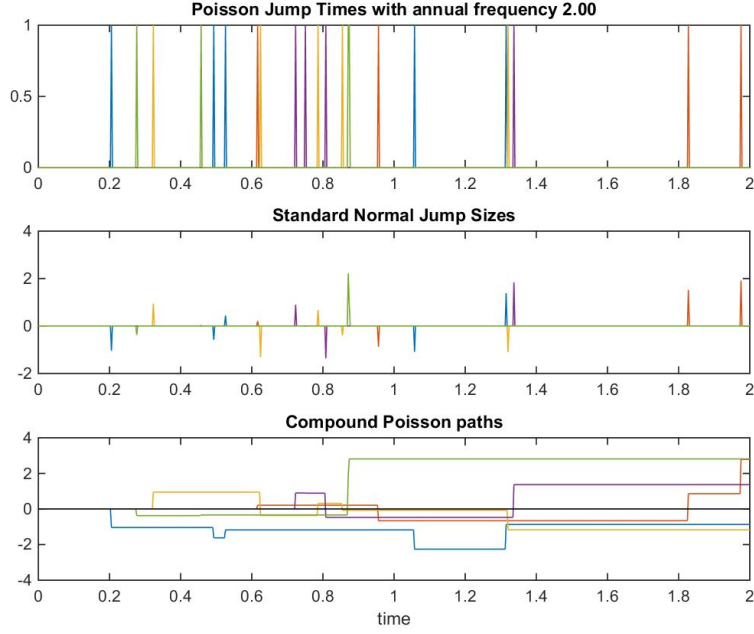 Poisson Jump Times with annual frequency 2.00
1
0.5
0
0 0.2 0.4 0.6 0.8 1 1.2 1.4 1.6 1.8 2
Standard Normal Jump Sizes
4
2
0
-2
0 0.2 0.4 0.6 0.8 1 1.2 1.4 1.6 1.8 2
Compound Poisson paths
4
2
0
-2
-4
0 0.2 0.4 0.6 0.8 1 1.2 1.4 1.6 1.8 2
time